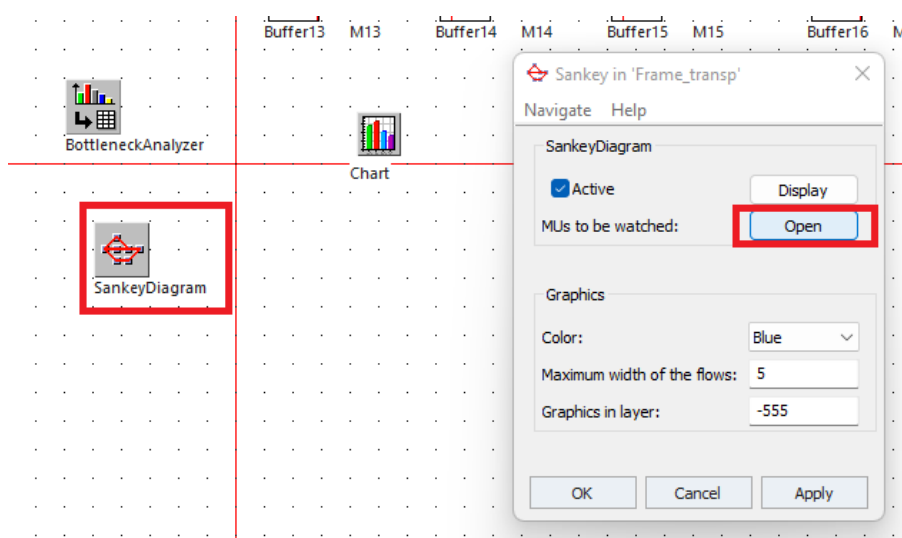 Buffer13 M13 Buffer14 M14 Buffer15 M15 Buffer16
BottleneckAnalyzer
Chart
SankeyDiagram
Sankey in 'Frame_transp'
Navigate Help
SankeyDiagram
Active Display
MUs to be watched: Open
Graphics
Color: Blue
Maximum width of the flows: 5
Graphics in layer: -555
OK Cancel Apply